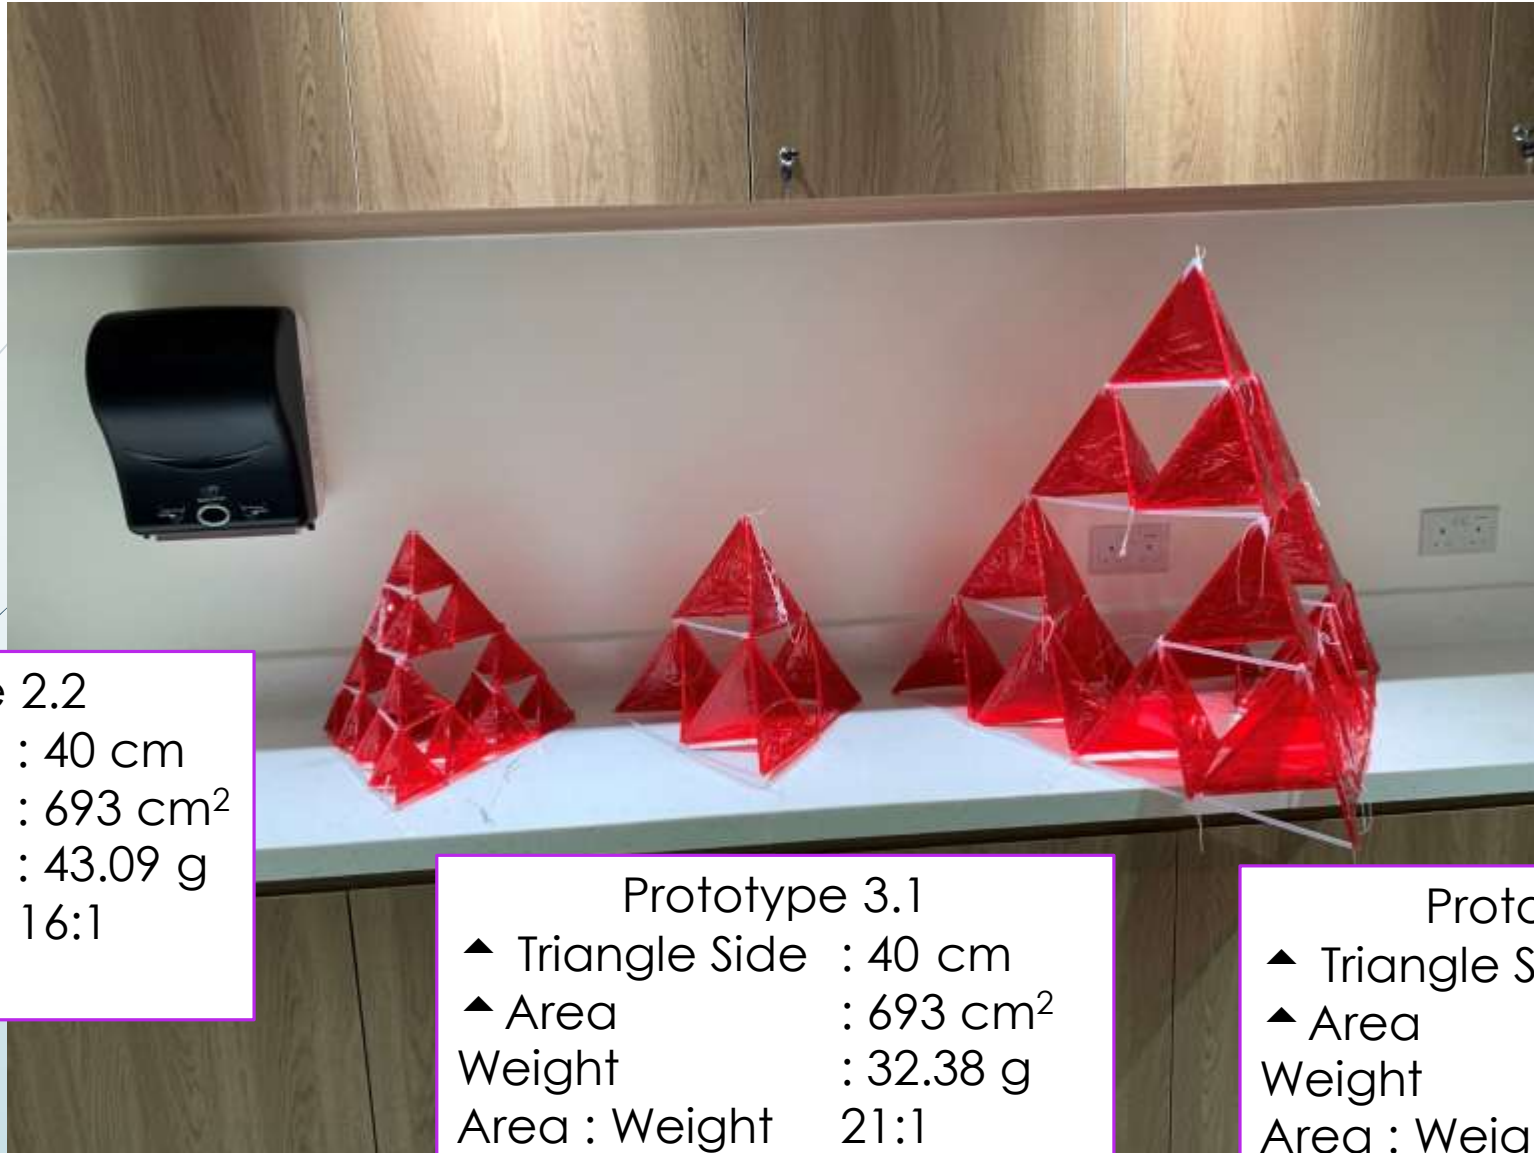 2.2
: 40 cm
: 693 cm²
: 43.09 g
16:1
Prototype 3.1
▲ Triangle Side : 40 cm
▲ Area : 693 cm²
Weight : 32.38 g
Area : Weight 21:1
▲ Triangle
▲ Area
Weight
Area :